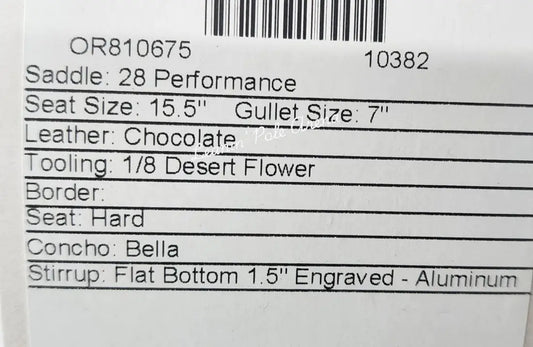 OR810675 10382
Saddle: 28 Performance
Seat Size: 15.5" Gullet Size: 7"
Leather: Chocolate
Tooling: 1/8 Desert Flower
Border:
Seat: Hard
Concho: Bella
Stirrup: Flat Bottom 1.5" Engraved - Aluminum